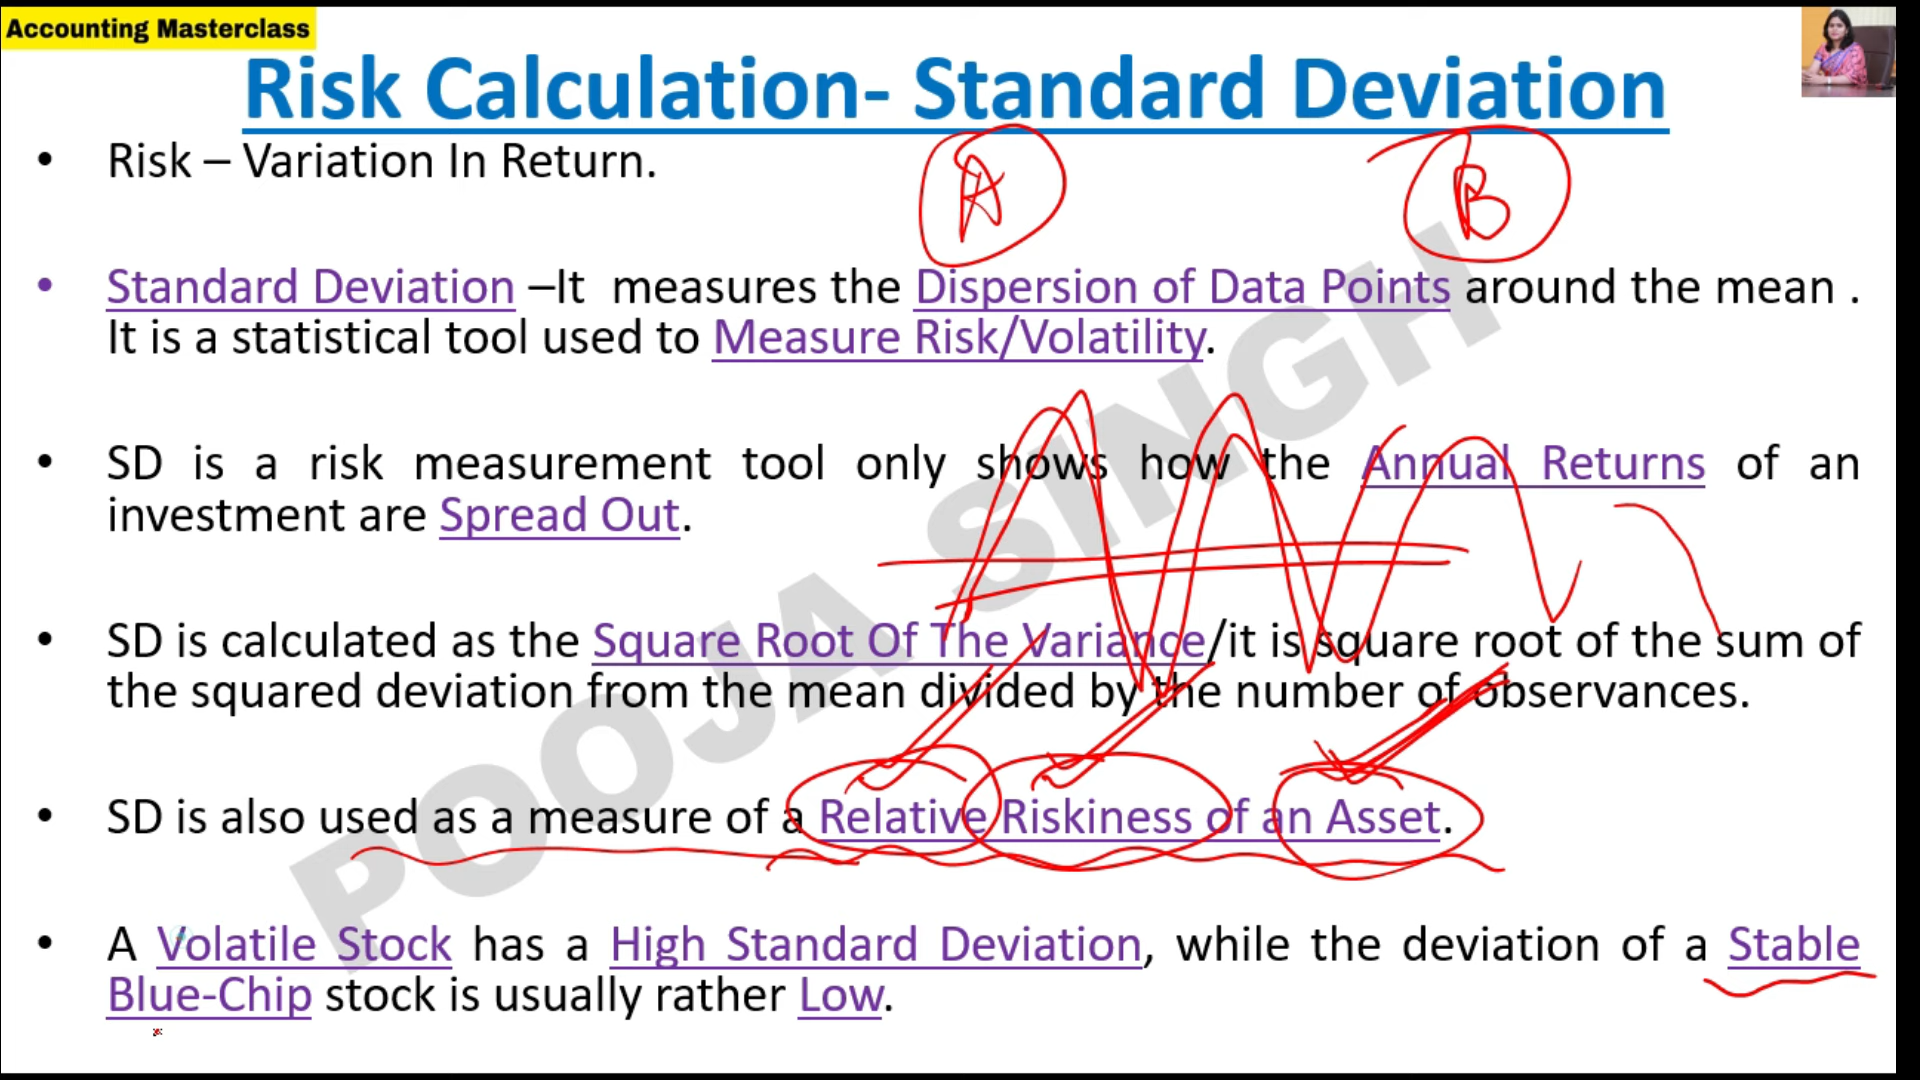 Accounting Masterclass
Risk Calculation- Standard Deviation
• Risk – Variation In Return.
A
B
• Standard Deviation –It measures the Dispersion of Data Points around the mean .
It is a statistical tool used to Measure Risk/Volatility.
• SD is a risk measurement tool only shows how the Annual Returns of an
investment are Spread Out.
• SD is calculated as the Square Root Of The Variance/it is square root of the sum of
the squared deviation from the mean divided by the number of observances.
• SD is also used as a measure of a Relative Riskiness of an Asset.
• A Volatile Stock has a High Standard Deviation, while the deviation of a Stable
Blue-Chip stock is usually rather Low.
POOJA SINGH